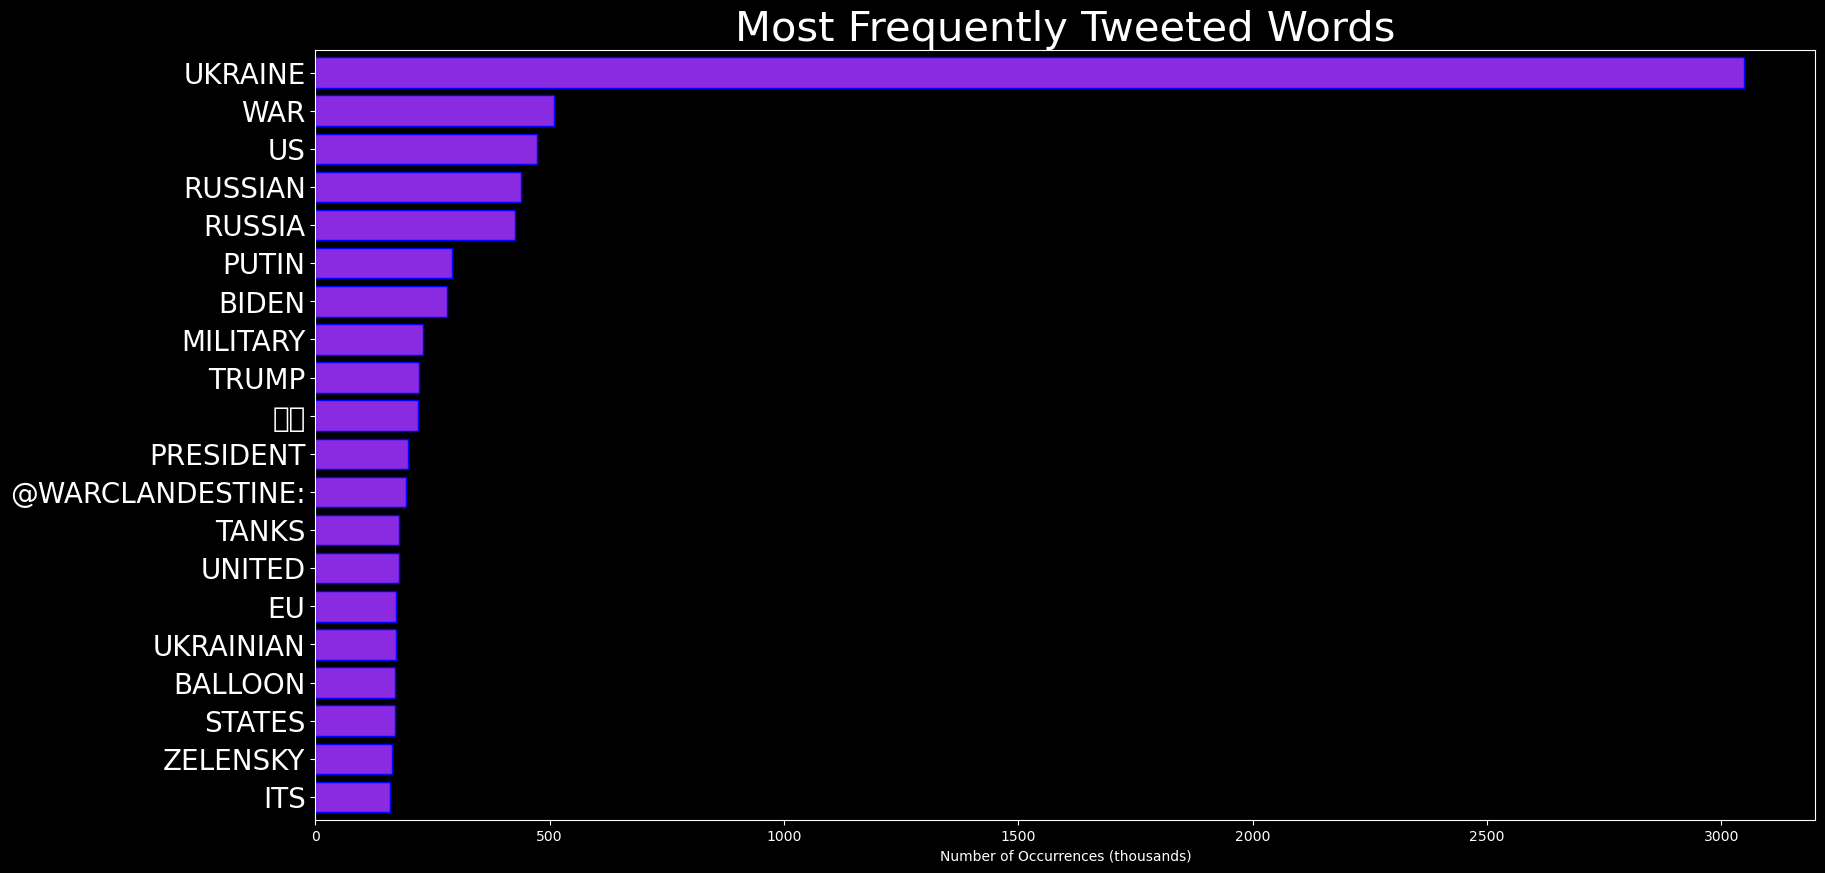 Most Frequently Tweeted Words
UKRAINE
WAR
US
RUSSIAN
RUSSIA
PUTIN
BIDEN
MILITARY
TRUMP
PRESIDENT
@WARCLANDESTINE:
TANKS
UNITED
EU
UKRAINIAN
BALLOON
STATES
ZELENSKY
ITS
0 500 1000 1500 2000 2500 3000
Number of Occurrences (thousands)